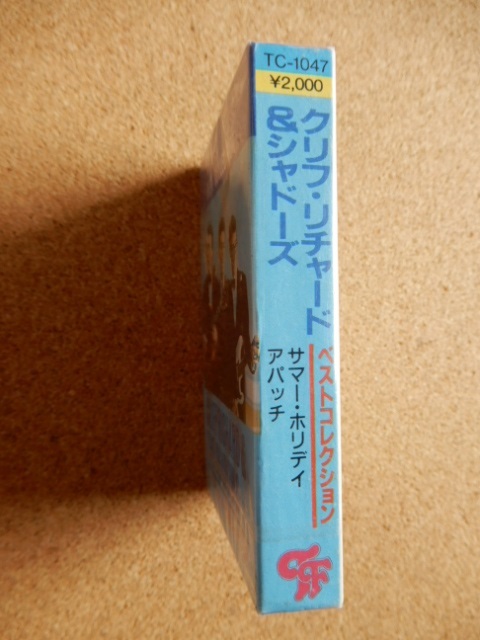 TC-1047
¥2,000
クリフ・リチャード
&シャドーズ
ベストコレクション
サマー・ホリデイ
アパッチ